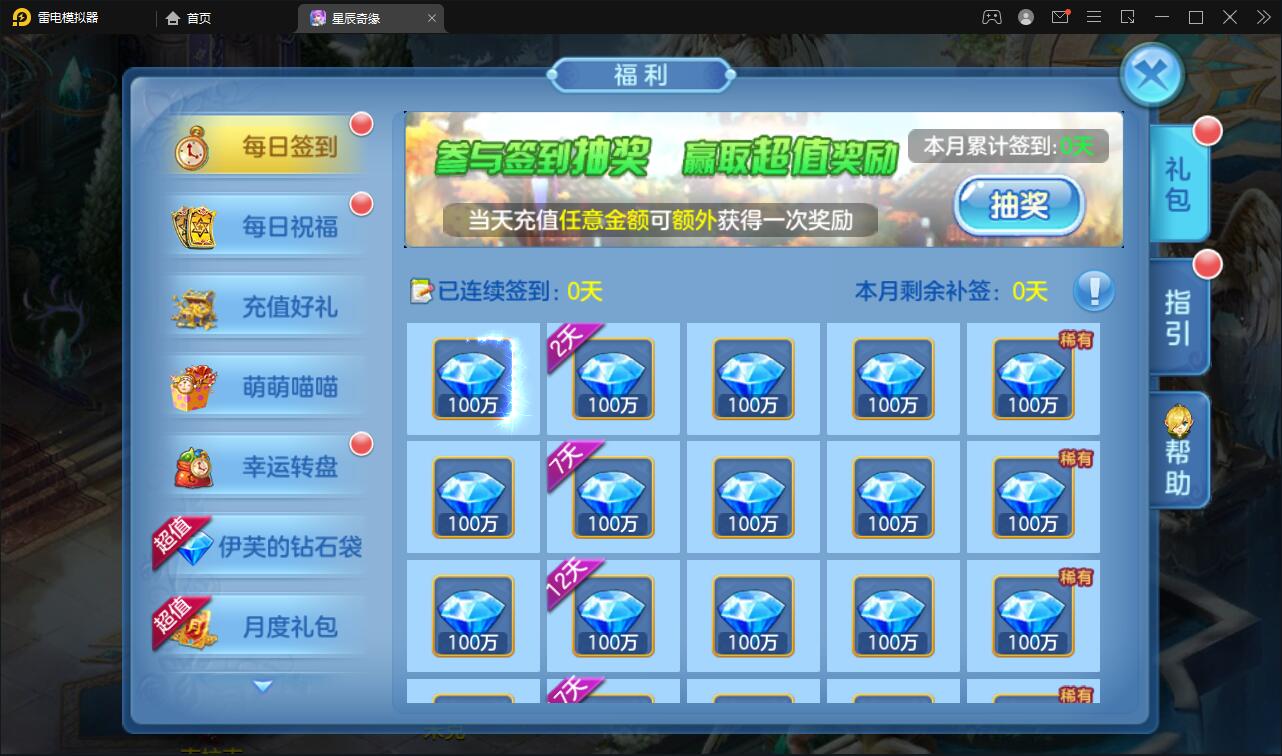 雷电模拟器
首页
星辰奇缘
福利
每日签到
每日祝福
充值好礼
萌萌喵喵
幸运转盘
超值
伊芙的钻石袋
超值
月度礼包
参与签到抽奖 赢取超值奖励
本月累计签到:0天
当天充值任意金额可额外获得一次奖励
抽奖
已连续签到: 0天
本月剩余补签: 0天
100万
2天
100万
100万
100万
稀有
100万
100万
7天
100万
100万
100万
稀有
100万
100万
12天
100万
100万
100万
稀有
100万
稀有
礼包
指引
帮助